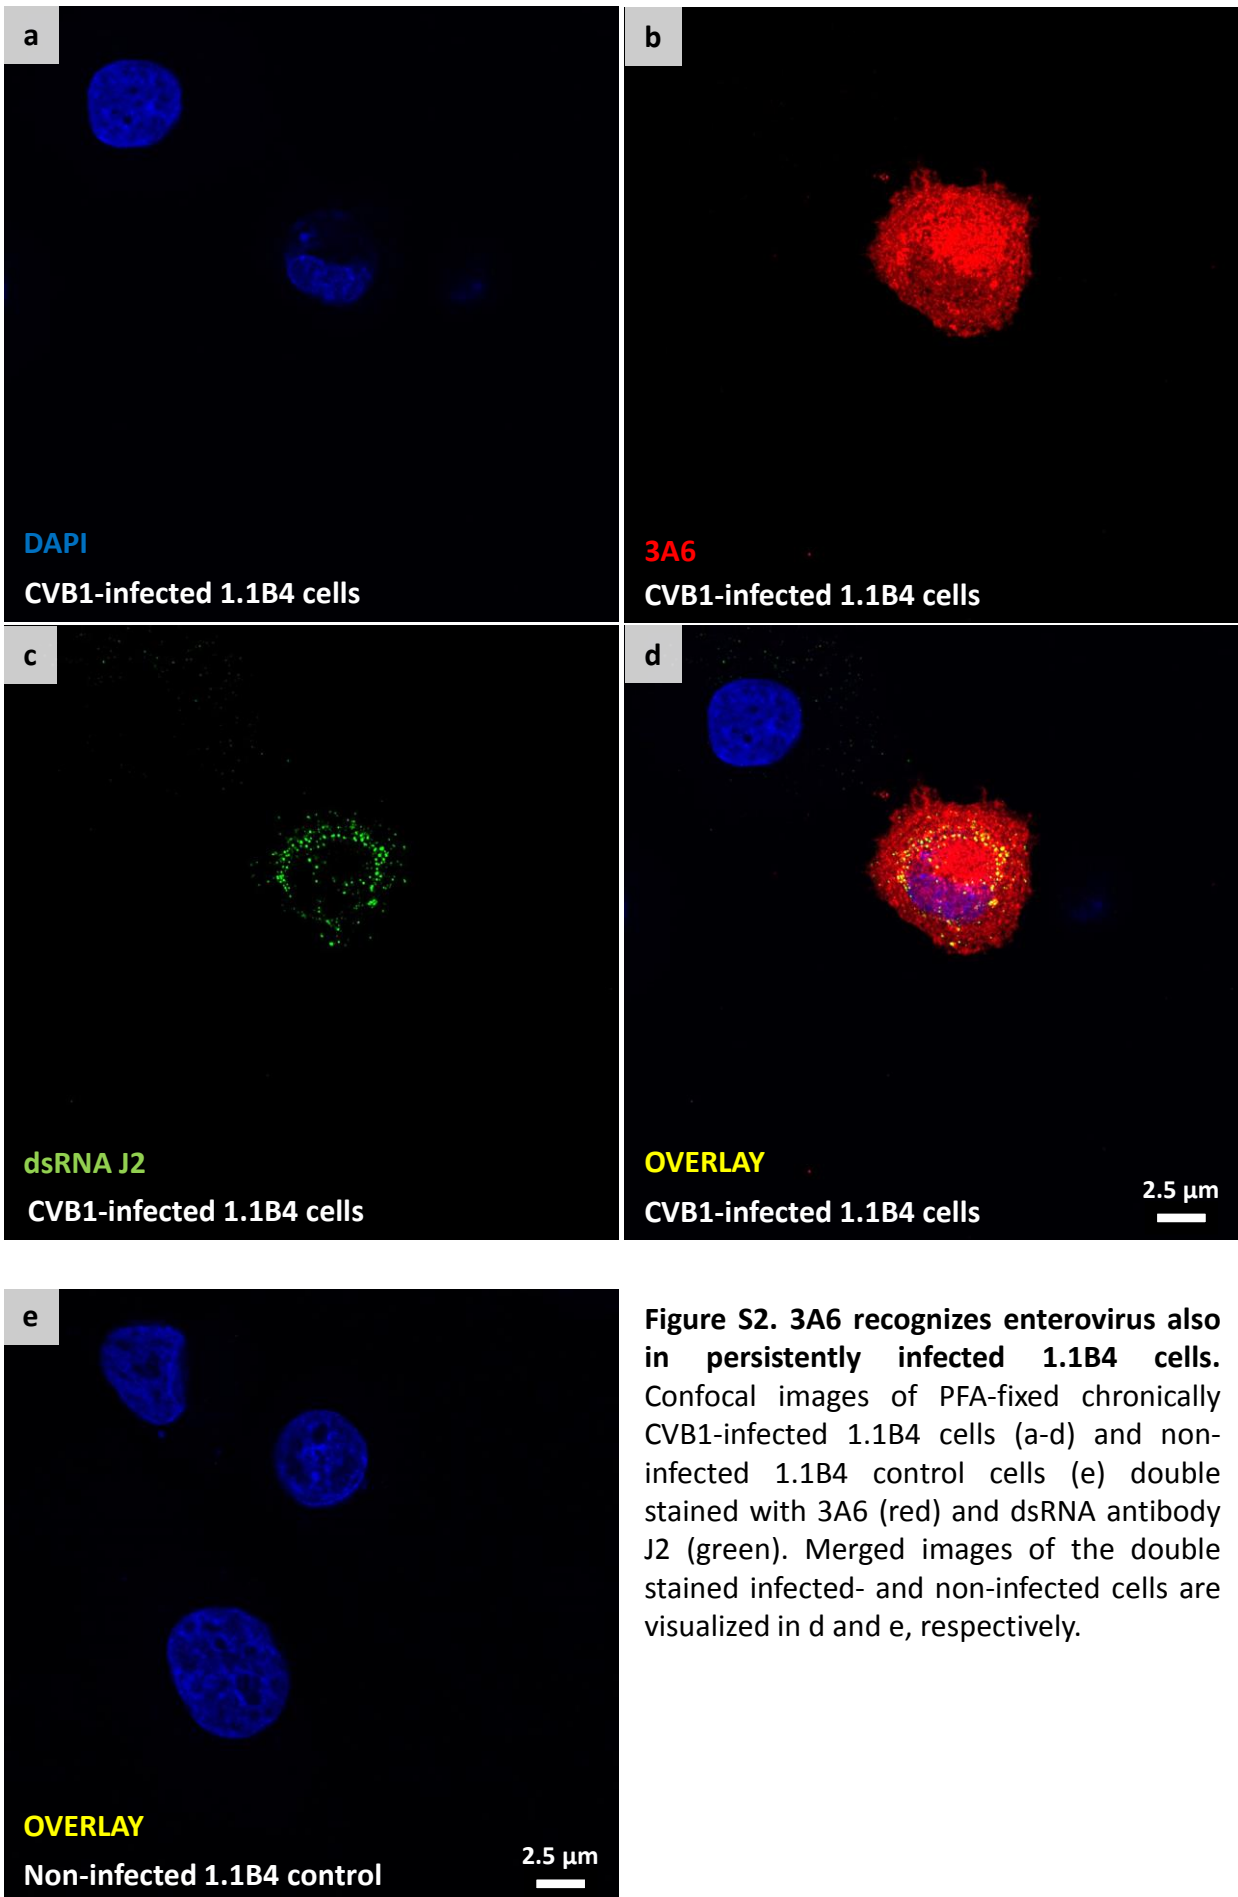 a
DAPI
CVB1-infected 1.1B4 cells
b
3A6
CVB1-infected 1.1B4 cells
c
dsRNA J2
CVB1-infected 1.1B4 cells
d
OVERLAY
CVB1-infected 1.1B4 cells
2.5 µm
e
OVERLAY
Non-infected 1.1B4 control
2.5 µm
Figure S2. 3A6 recognizes enterovirus also
in persistently infected 1.1B4 cells.
Confocal images of PFA-fixed chronically
CVB1-infected 1.1B4 cells (a-d) and non-
infected 1.1B4 control cells (e) double
stained with 3A6 (red) and dsRNA antibody
J2 (green). Merged images of the double
stained infected- and non-infected cells are
visualized in d and e, respectively.